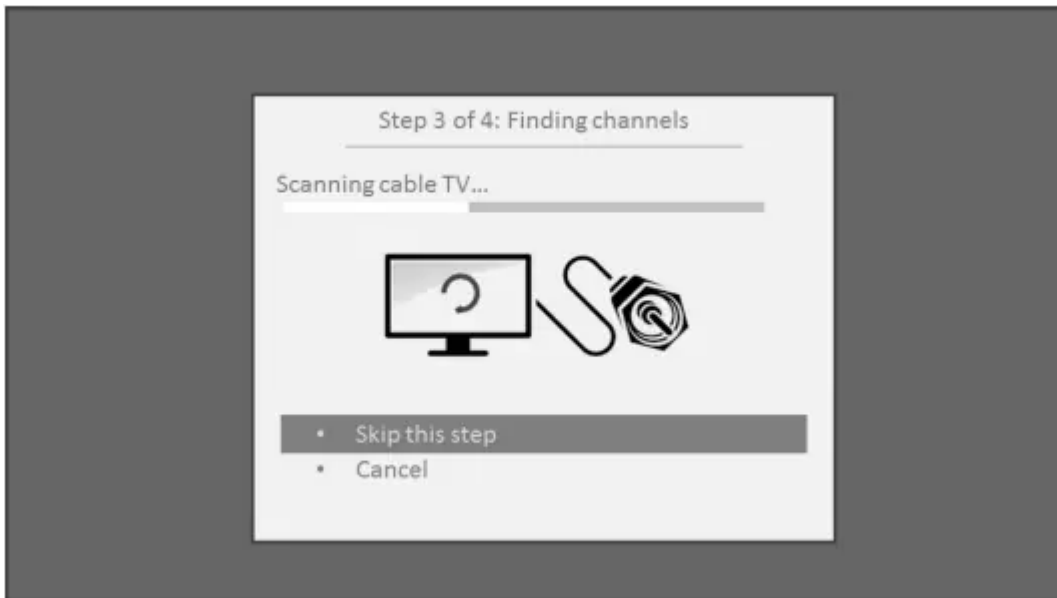 Step 3 of 4: Finding channels
Scanning cable TV...
• Skip this step
• Cancel